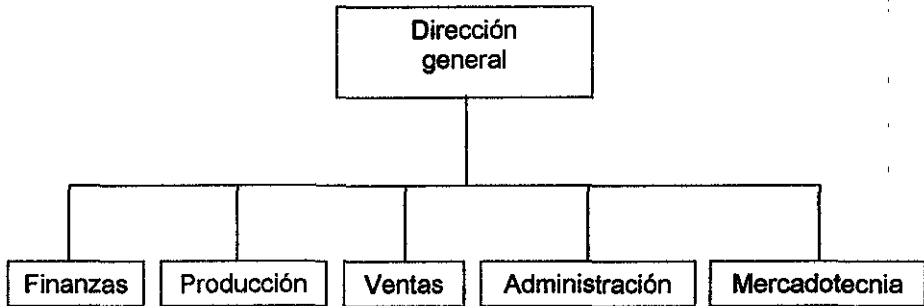 Dirección
general
Finanzas Producción Ventas Administración Mercadotecnia